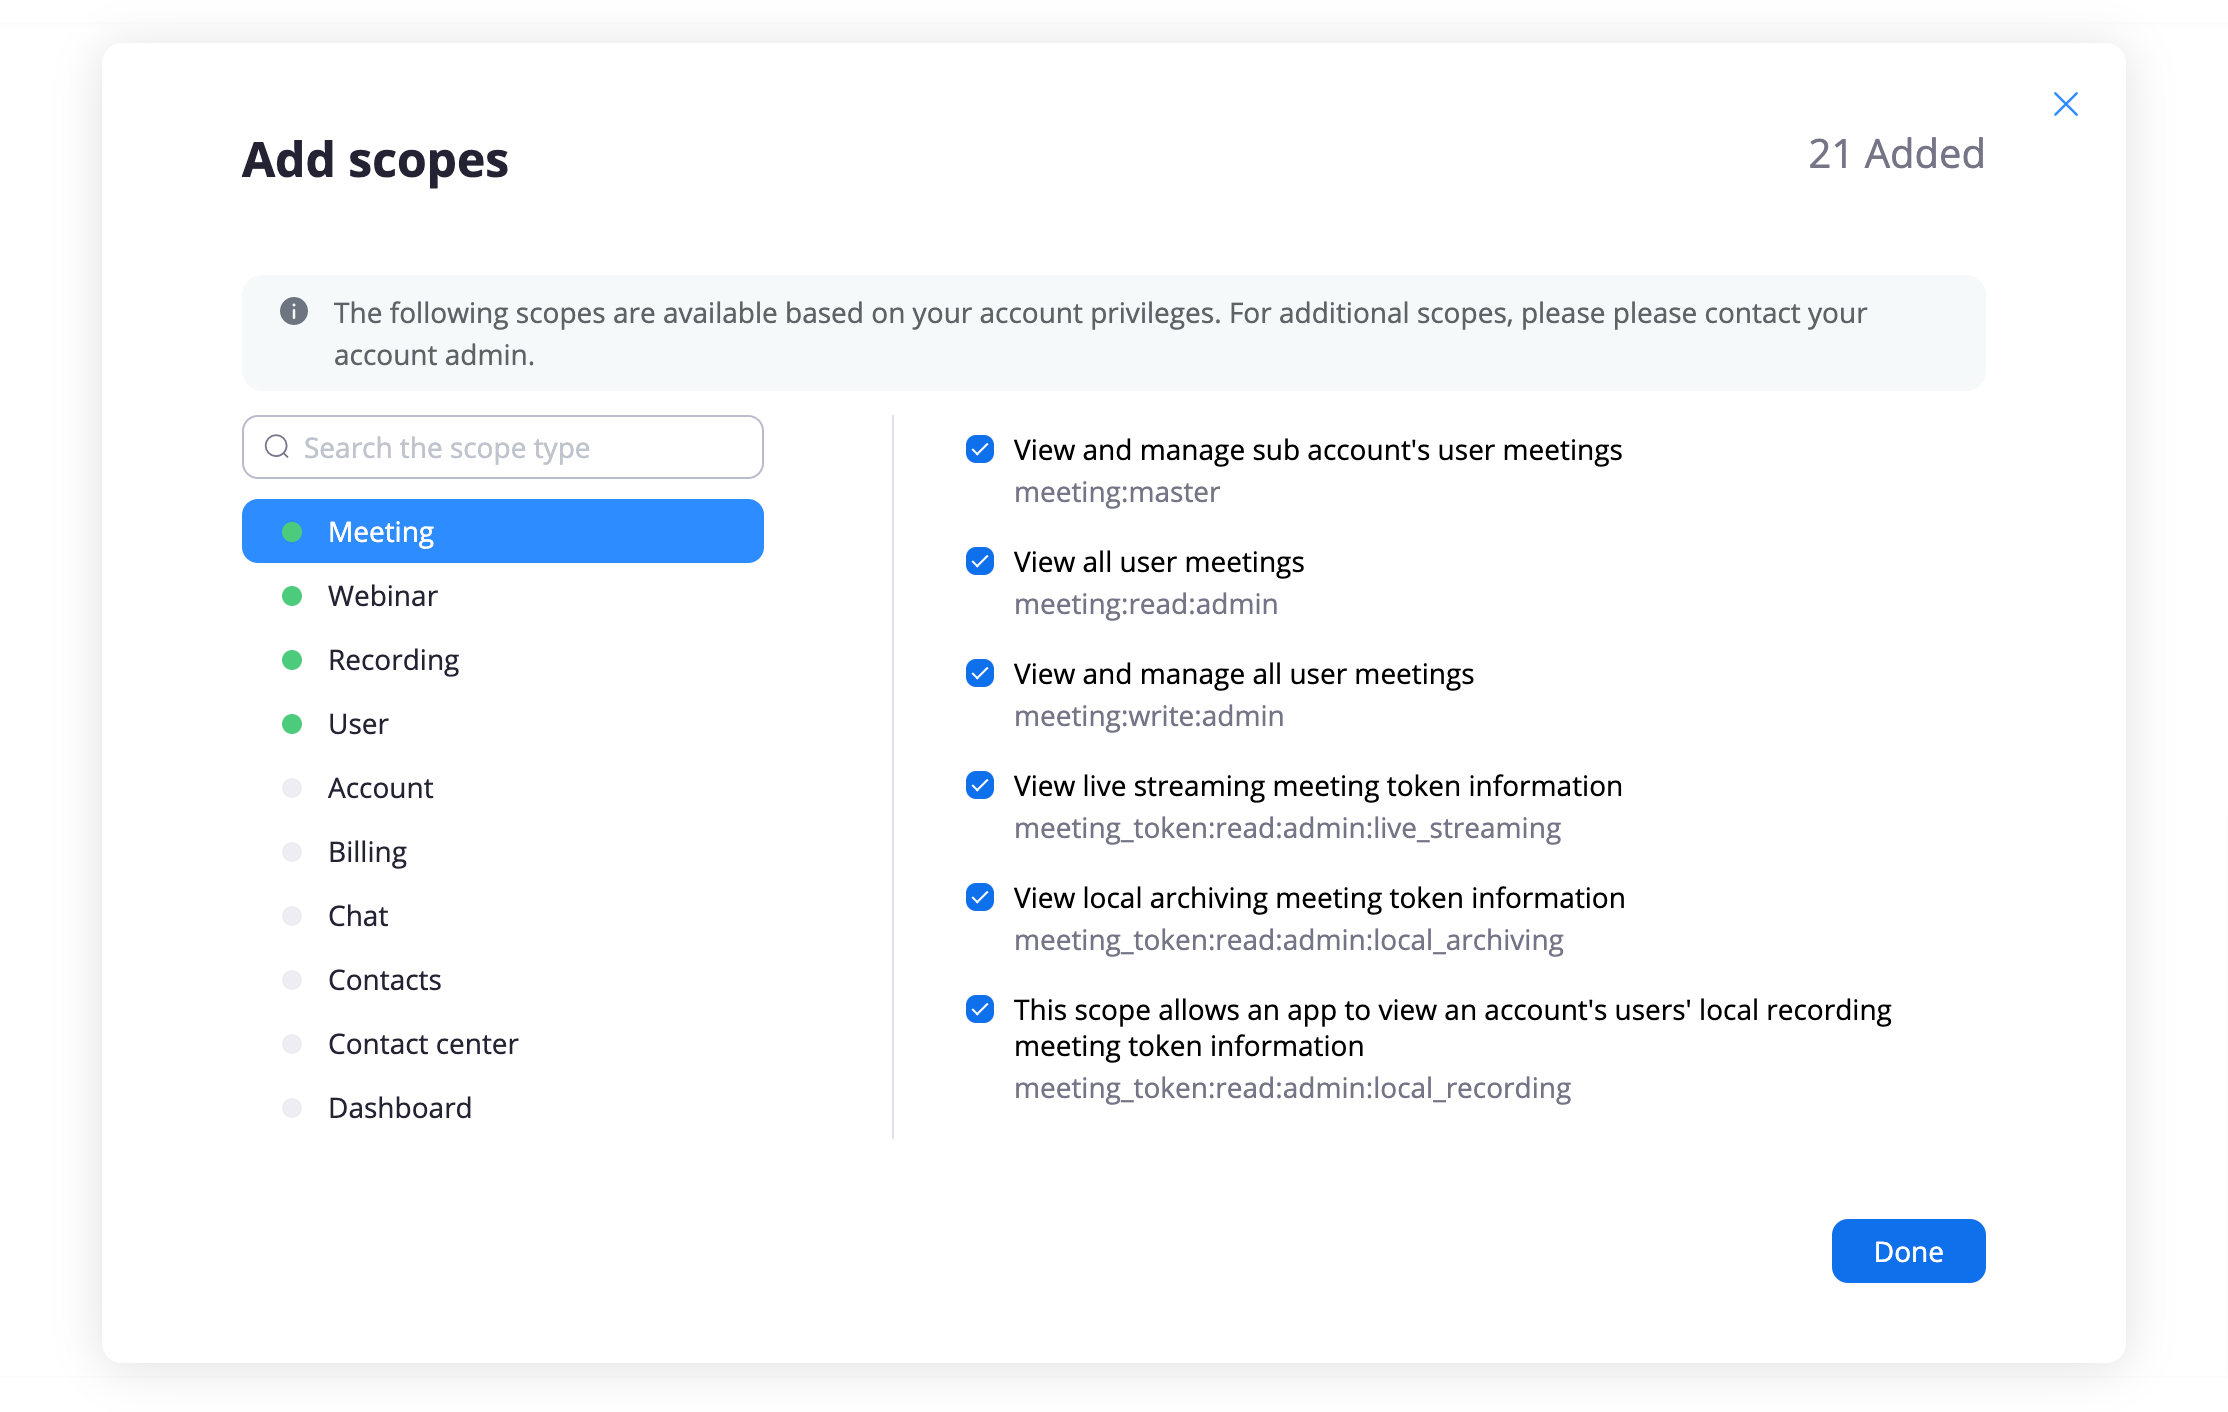 Add scopes
21 Added
The following scopes are available based on your account privileges. For additional scopes, please please contact your
account admin.
Search the scope type
Meeting
Webinar
Recording
User
Account
Billing
Chat
Contacts
Contact center
Dashboard
View and manage sub account's user meetings
meeting:master
View all user meetings
meeting:read:admin
View and manage all user meetings
meeting:write:admin
View live streaming meeting token information
meeting_token:read:admin:live_streaming
View local archiving meeting token information
meeting_token:read:admin:local_archiving
This scope allows an app to view an account's users' local recording
meeting token information
meeting_token:read:admin:local_recording
Done